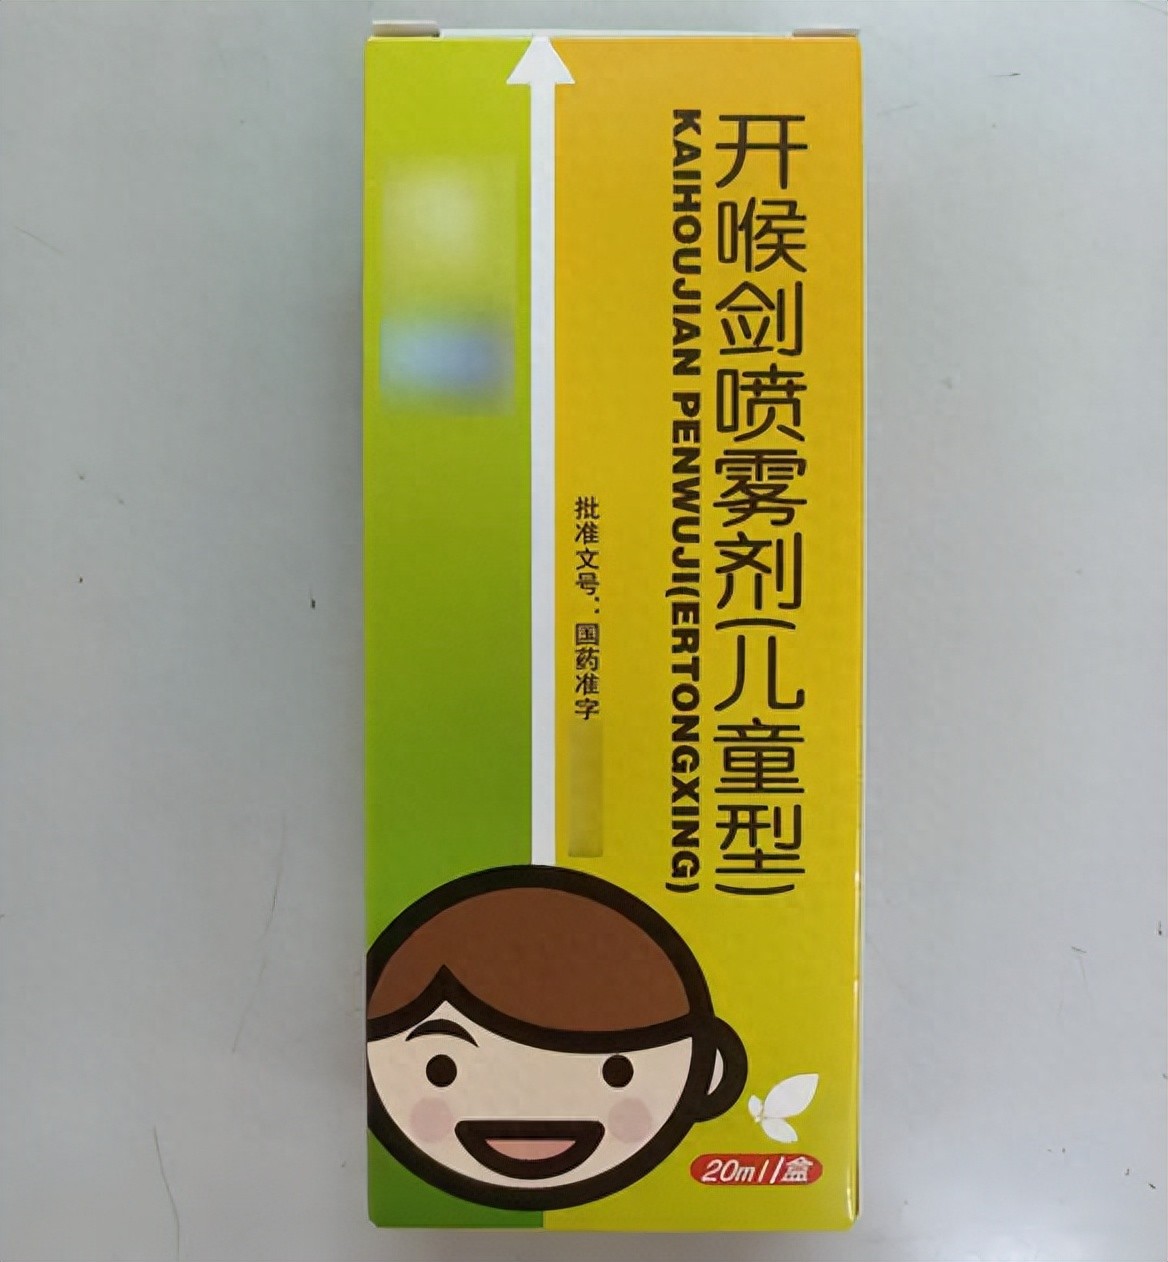 开喉剑喷雾剂(儿童型)
KAIHOUJIAN PENWUJI(ERTONGXING)
批准文号：国药准字
20ml/盒